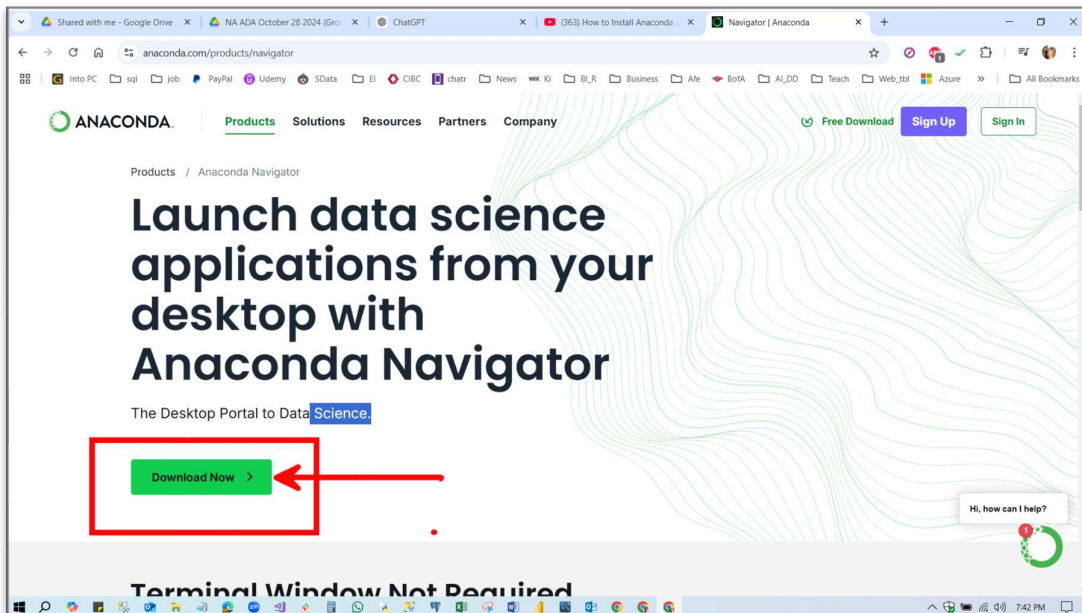 Shared with me - Google Drive
NA ADA October 28 2024 (Gro
ChatGPT
(363) How to Install Anaconda
Navigator | Anaconda
anaconda.com/products/navigator
Into PC
sql
job
PayPal
Udemy
SData
EI
CIBC
chatr
News
WIX Ki
BI_R
Business
Afe
BofA
AI_DD
Teach
Web_tbl
Azure
All Bookmarks
ANACONDA.
Products
Solutions
Resources
Partners
Company
Free Download
Sign Up
Sign In
Products / Anaconda Navigator
Launch data science
applications from your
desktop with
Anaconda Navigator
The Desktop Portal to Data Science.
Download Now
Hi, how can I help?
1
Terminal Window Not Required
7:42 PM